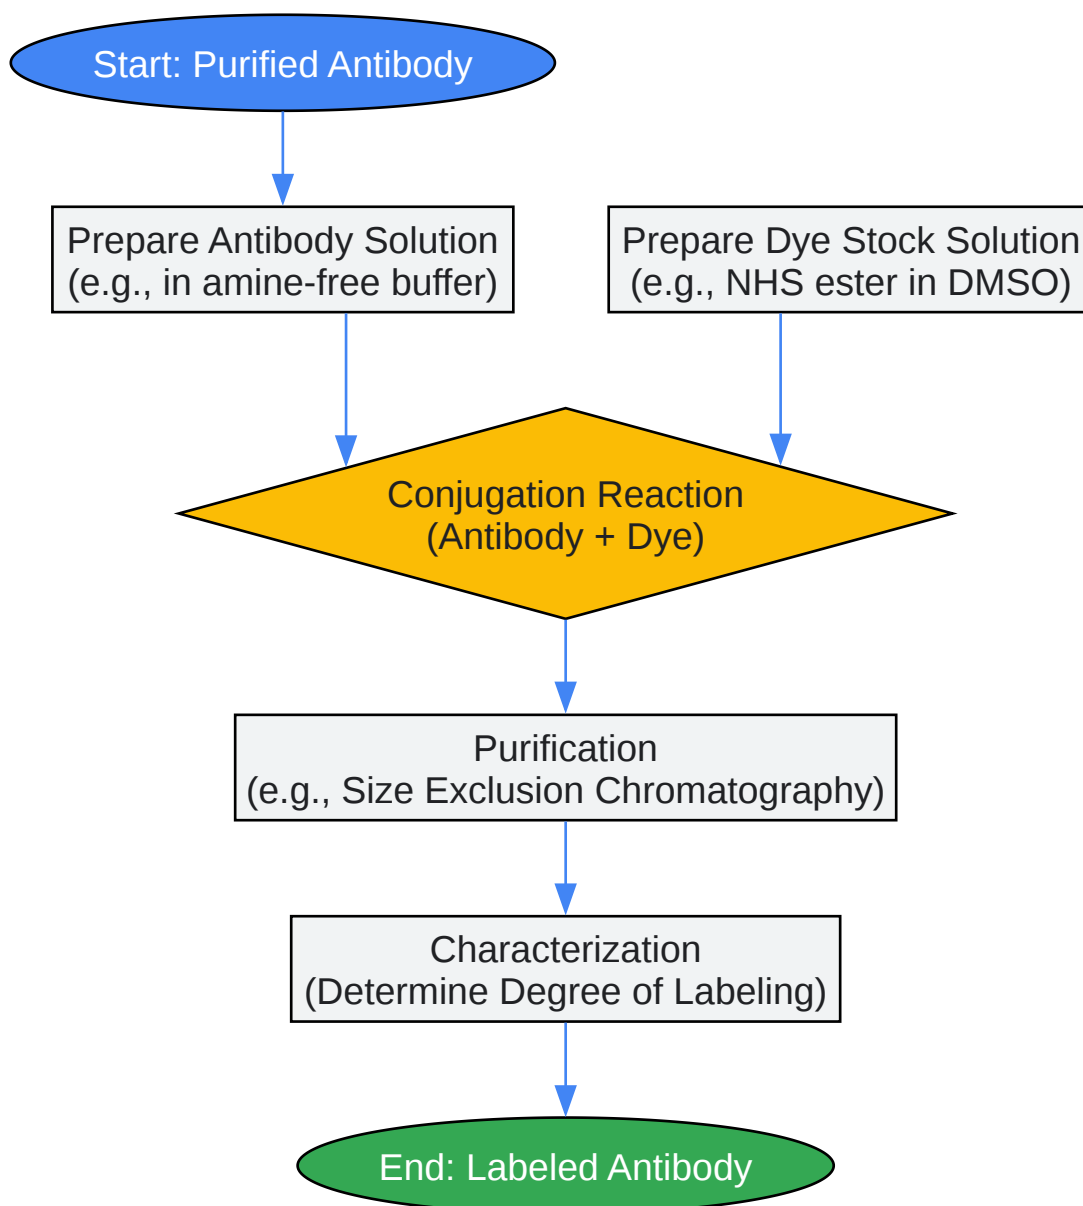 Start: Purified Antibody
Prepare Antibody Solution
(e.g., in amine-free buffer)
Prepare Dye Stock Solution
(e.g., NHS ester in DMSO)
Conjugation Reaction
(Antibody + Dye)
Purification
(e.g., Size Exclusion Chromatography)
Characterization
(Determine Degree of Labeling)
End: Labeled Antibody